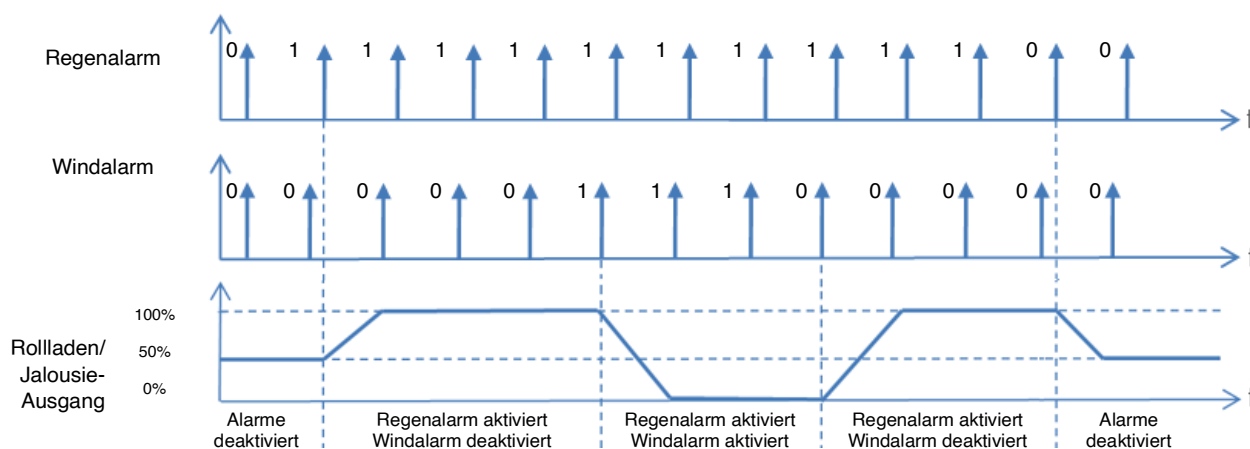 Regenalarm
0 1 1 1 1 1 1 1 1 1 1 0 0
t
Windalarm
0 0 0 0 0 1 1 1 0 0 0 0 0
t
100%
Rollladen/
50%
Jalousie-
0%
Ausgang
t
Alarme
deaktiviert
Regenalarm aktiviert
Windalarm deaktiviert
Regenalarm aktiviert
Windalarm aktiviert
Regenalarm aktiviert
Windalarm deaktiviert
Alarme
deaktiviert